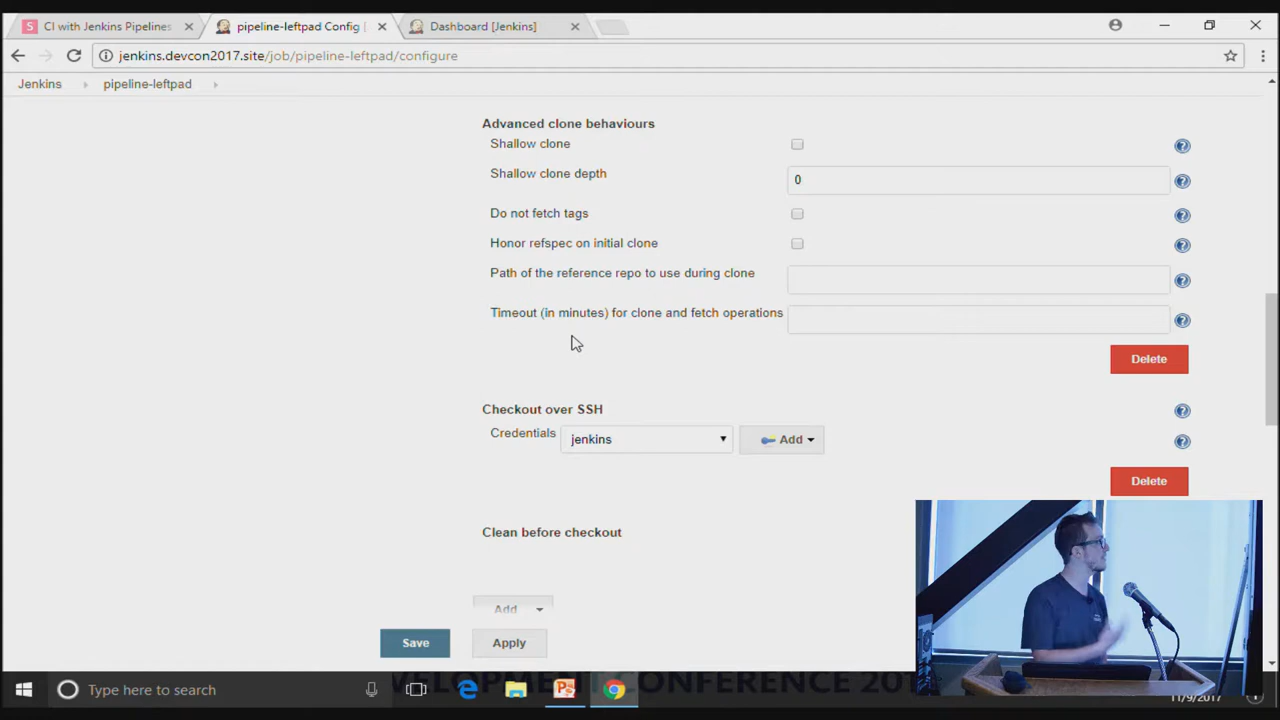 CI with Jenkins Pipelines
pipeline-leftpad Config [
Dashboard [Jenkins]
jenkins.devcon2017.site/job/pipeline-leftpad/configure
Jenkins
pipeline-leftpad
Advanced clone behaviours
Shallow clone
Shallow clone depth
0
Do not fetch tags
Honor refspec on initial clone
Path of the reference repo to use during clone
Timeout (in minutes) for clone and fetch operations
Delete
Checkout over SSH
Credentials
jenkins
Add
Delete
Clean before checkout
Add
Save
Apply
Type here to search
11/9/2017